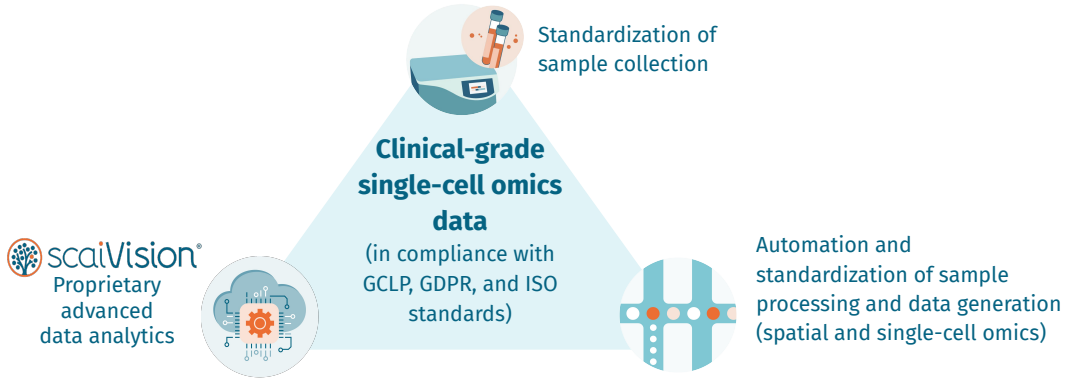 Standardization of
sample collection
Clinical-grade
single-cell omics
data
(in compliance with
GCLP, GDPR, and ISO
standards)
scaiVision®
Proprietary
advanced
data analytics
Automation and
standardization of sample
processing and data generation
(spatial and single-cell omics)